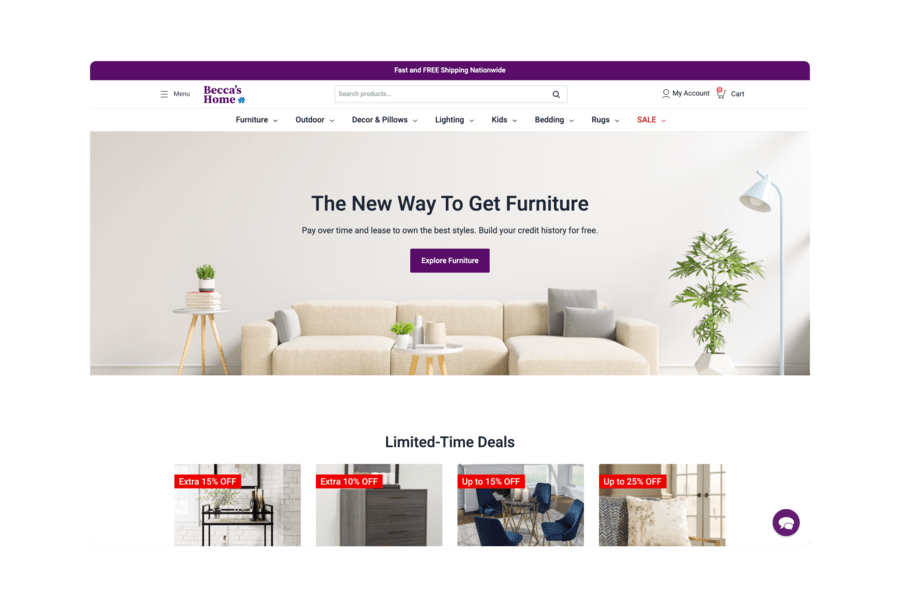 Fast and FREE Shipping Nationwide
Menu
Becca's
Home
Search products...
My Account
0
Cart
Furniture
Outdoor
Decor & Pillows
Lighting
Kids
Bedding
Rugs
SALE
The New Way To Get Furniture
Pay over time and lease to own the best styles. Build your credit history for free.
Explore Furniture
Limited-Time Deals
Extra 15% OFF
Extra 10% OFF
Up to 15% OFF
Up to 25% OFF